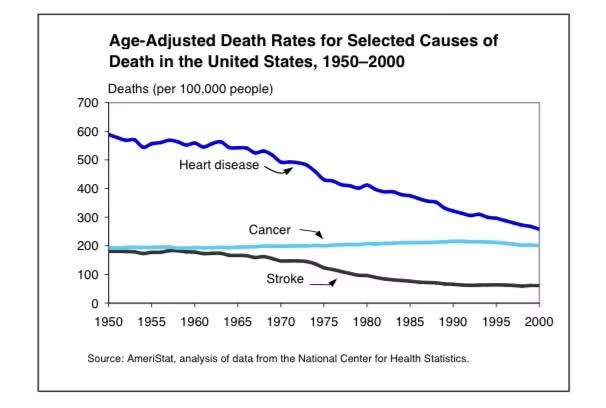 Age-Adjusted Death Rates for Selected Causes of
Death in the United States, 1950–2000
Deaths (per 100,000 people)
700
600
500
400
300
200
100
0
Heart disease
Cancer
Stroke
1950 1955 1960 1965 1970 1975 1980 1985 1990 1995 2000
Source: AmeriStat, analysis of data from the National Center for Health Statistics.